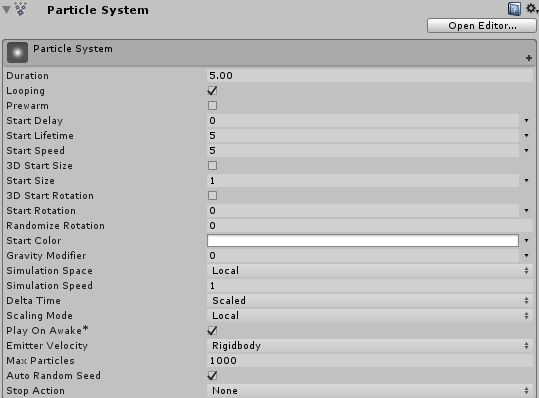 Particle System
Open Editor...
Particle System
Duration 5.00
Looping
Prewarm
Start Delay 0
Start Lifetime 5
Start Speed 5
3D Start Size
Start Size 1
3D Start Rotation
Start Rotation 0
Randomize Rotation 0
Start Color
Gravity Modifier 0
Simulation Space Local
Simulation Speed 1
Delta Time Scaled
Scaling Mode Local
Play On Awake*
Emitter Velocity Rigidbody
Max Particles 1000
Auto Random Seed
Stop Action None